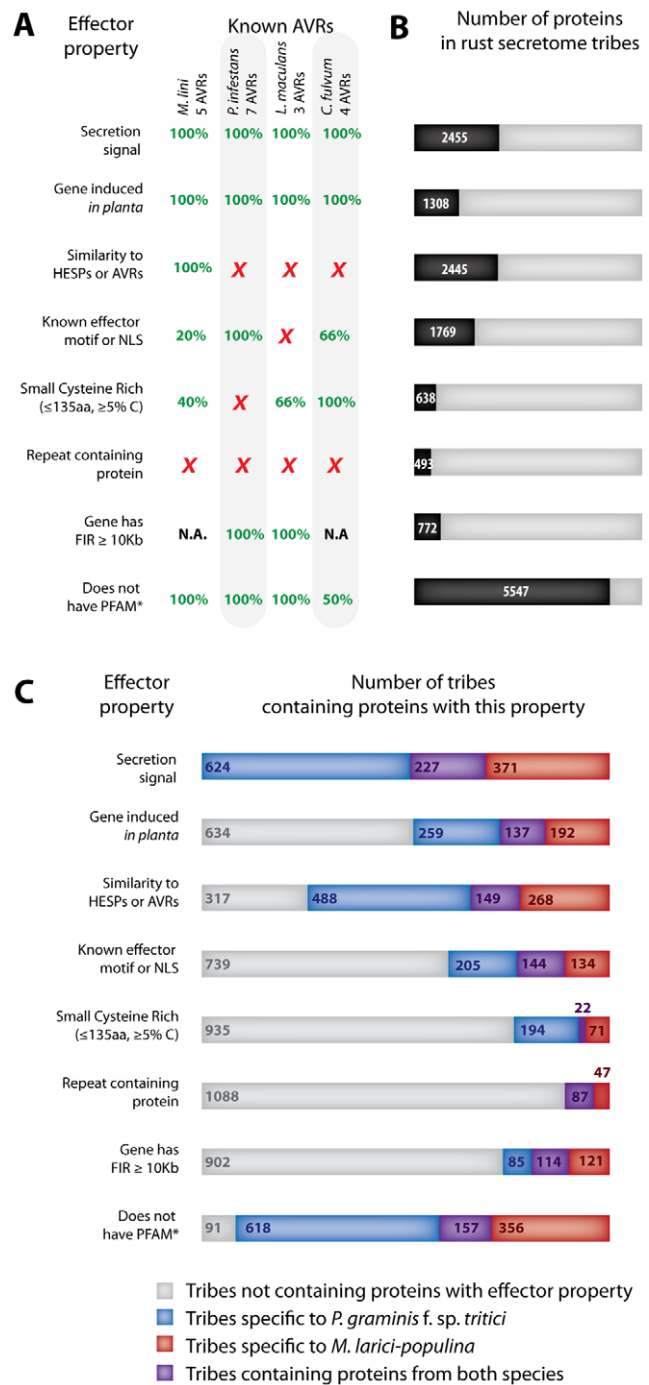 A
Effector
property
Known AVRs
M. lini
5 AVRs
P. infestans
7 AVRs
L. maculans
3 AVRs
C. fulvum
4 AVRs
Secretion
signal
100% 100% 100% 100%
Gene induced
in planta
100% 100% 100% 100%
Similarity to
HESPs or AVRs
100% X X X
Known effector
motif or NLS
20% 100% X 66%
Small Cysteine Rich
(≤135aa, ≥5% C)
40% X 66% 100%
Repeat containing
protein
X X X X
Gene has
FIR ≥ 10Kb
N.A. 100% 100% N.A
Does not
have PFAM*
100% 100% 100% 50%
B
Number of proteins
in rust secretome tribes
2455
1308
2445
1769
638
493
772
5547
C
Effector
property
Number of tribes
containing proteins with this property
Secretion
signal
624 227 371
Gene induced
in planta
634 259 137 192
Similarity to
HESPs or AVRs
317 488 149 268
Known effector
motif or NLS
739 205 144 134
Small Cysteine Rich
(≤135aa, ≥5% C)
22
935 194 71
Repeat containing
protein
47
1088 87
Gene has
FIR ≥ 10Kb
902 85 114 121
Does not
have PFAM*
91 618 157 356
Tribes not containing proteins with effector property
Tribes specific to P. graminis f. sp. tritici
Tribes specific to M. larici-populina
Tribes containing proteins from both species